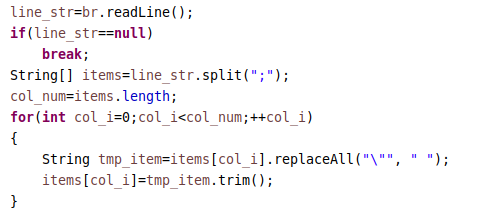 line_str=br.readLine();
if(line_str==null)
    break;
String[] items=line_str.split(";");
col_num=items.length;
for(int col_i=0;col_i<col_num;++col_i)
{
    String tmp_item=items[col_i].replaceAll("\"", " ");
    items[col_i]=tmp_item.trim();
}